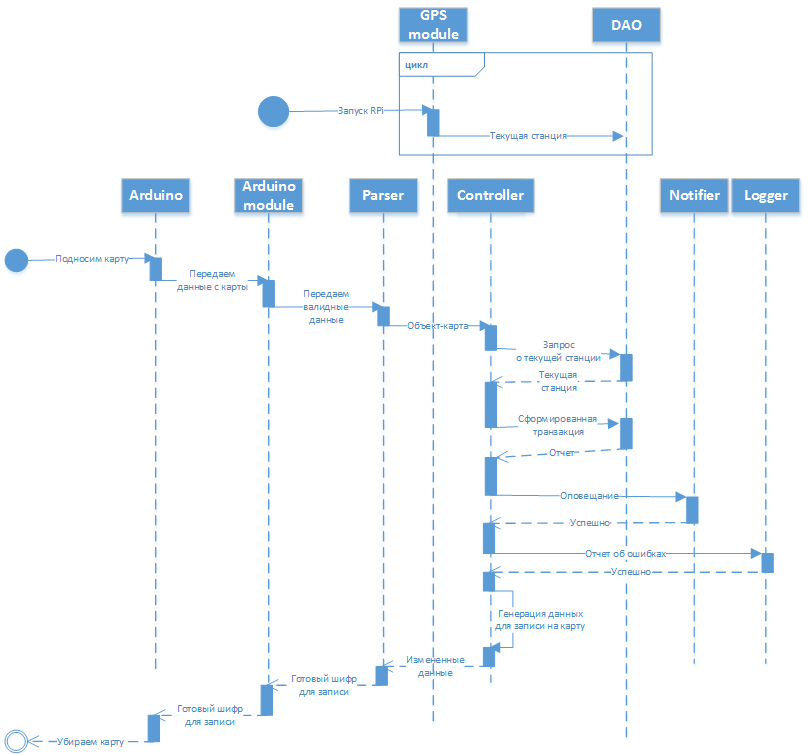 GPS
module
DAO
цикл
Запуск RPi
Текущая станция
Arduino
Arduino
module
Parser
Controller
Notifier
Logger
Подносим карту
Передаем
данные с карты
Передаем
валидные
данные
Объект-карта
Запрос
о текущей станции
Текущая
станция
Сформированная
транзакция
Отчет
Оповещание
Успешно
Отчет об ошибках
Успешно
Генерация данных
для записи на карту
Измененные
данные
Готовый шифр
для записи
Готовый шифр
для записи
Убираем карту